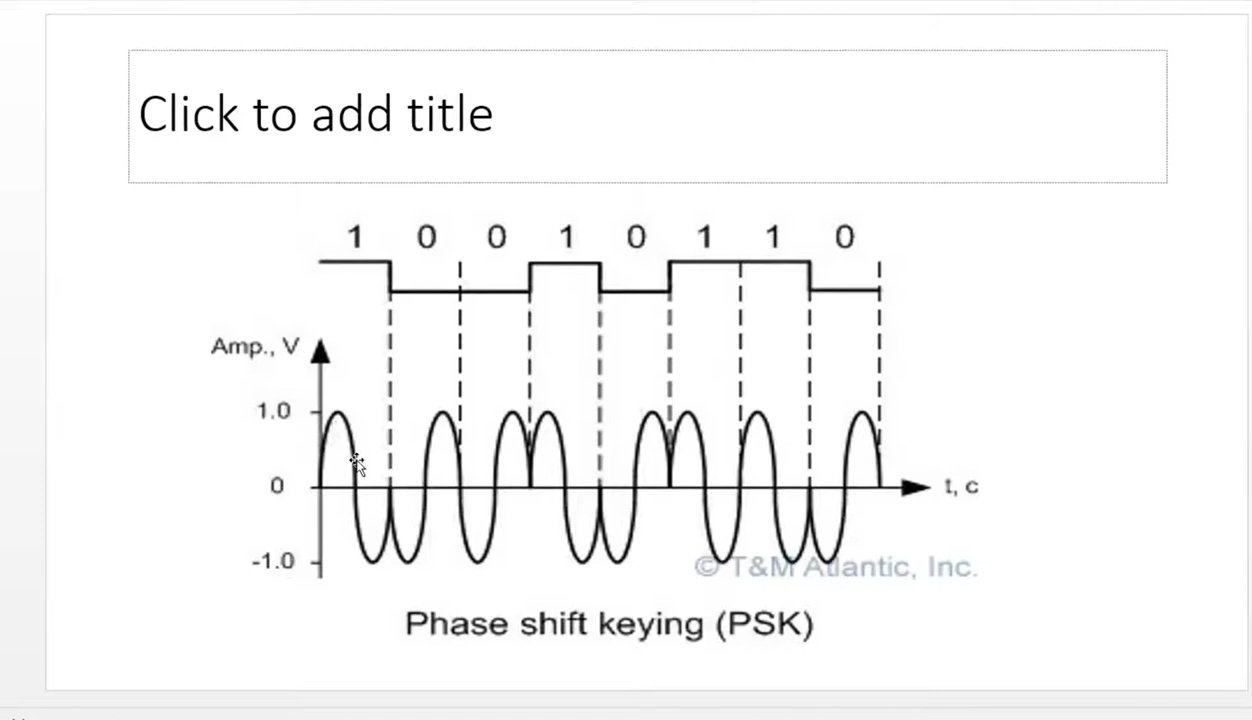 Click to add title
1 0 0 1 0 1 1 0
Amp., V
1.0
0
t, c
-1.0
© T&M Atlantic, Inc.
Phase shift keying (PSK)